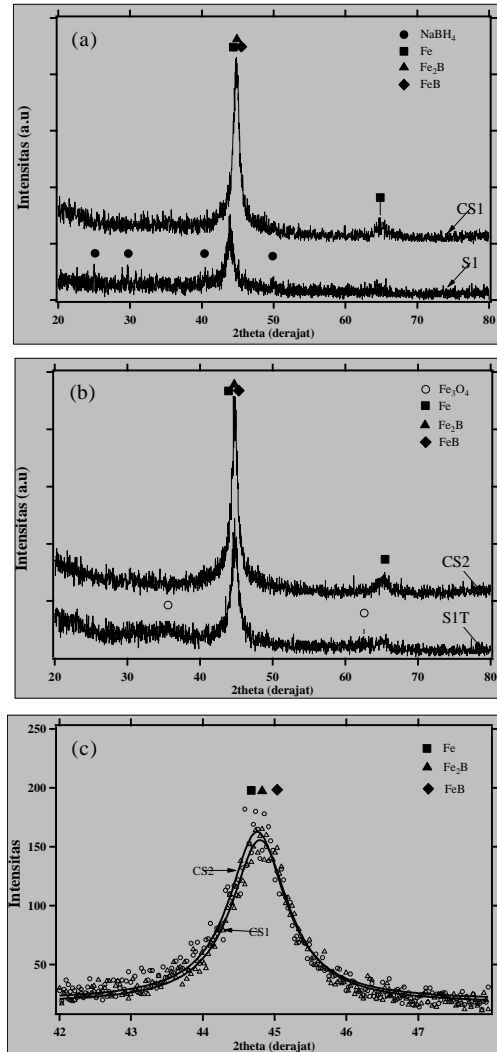 (a)
● NaBH4
■ Fe
▲ Fe2B
◆ FeB
Intensitas (a.u)
CS1
S1
20 30 40 50 60 70 80
2theta (derajat)
(b)
○ Fe3O4
■ Fe
▲ Fe2B
◆ FeB
Intensitas (a.u)
CS2
S1T
20 30 40 50 60 70 80
2theta (derajat)
(c)
■ Fe
▲ Fe2B
◆ FeB
Intensitas
250
200
150
100
50
CS2
CS1
42 43 44 45 46 47
2theta (derajat)